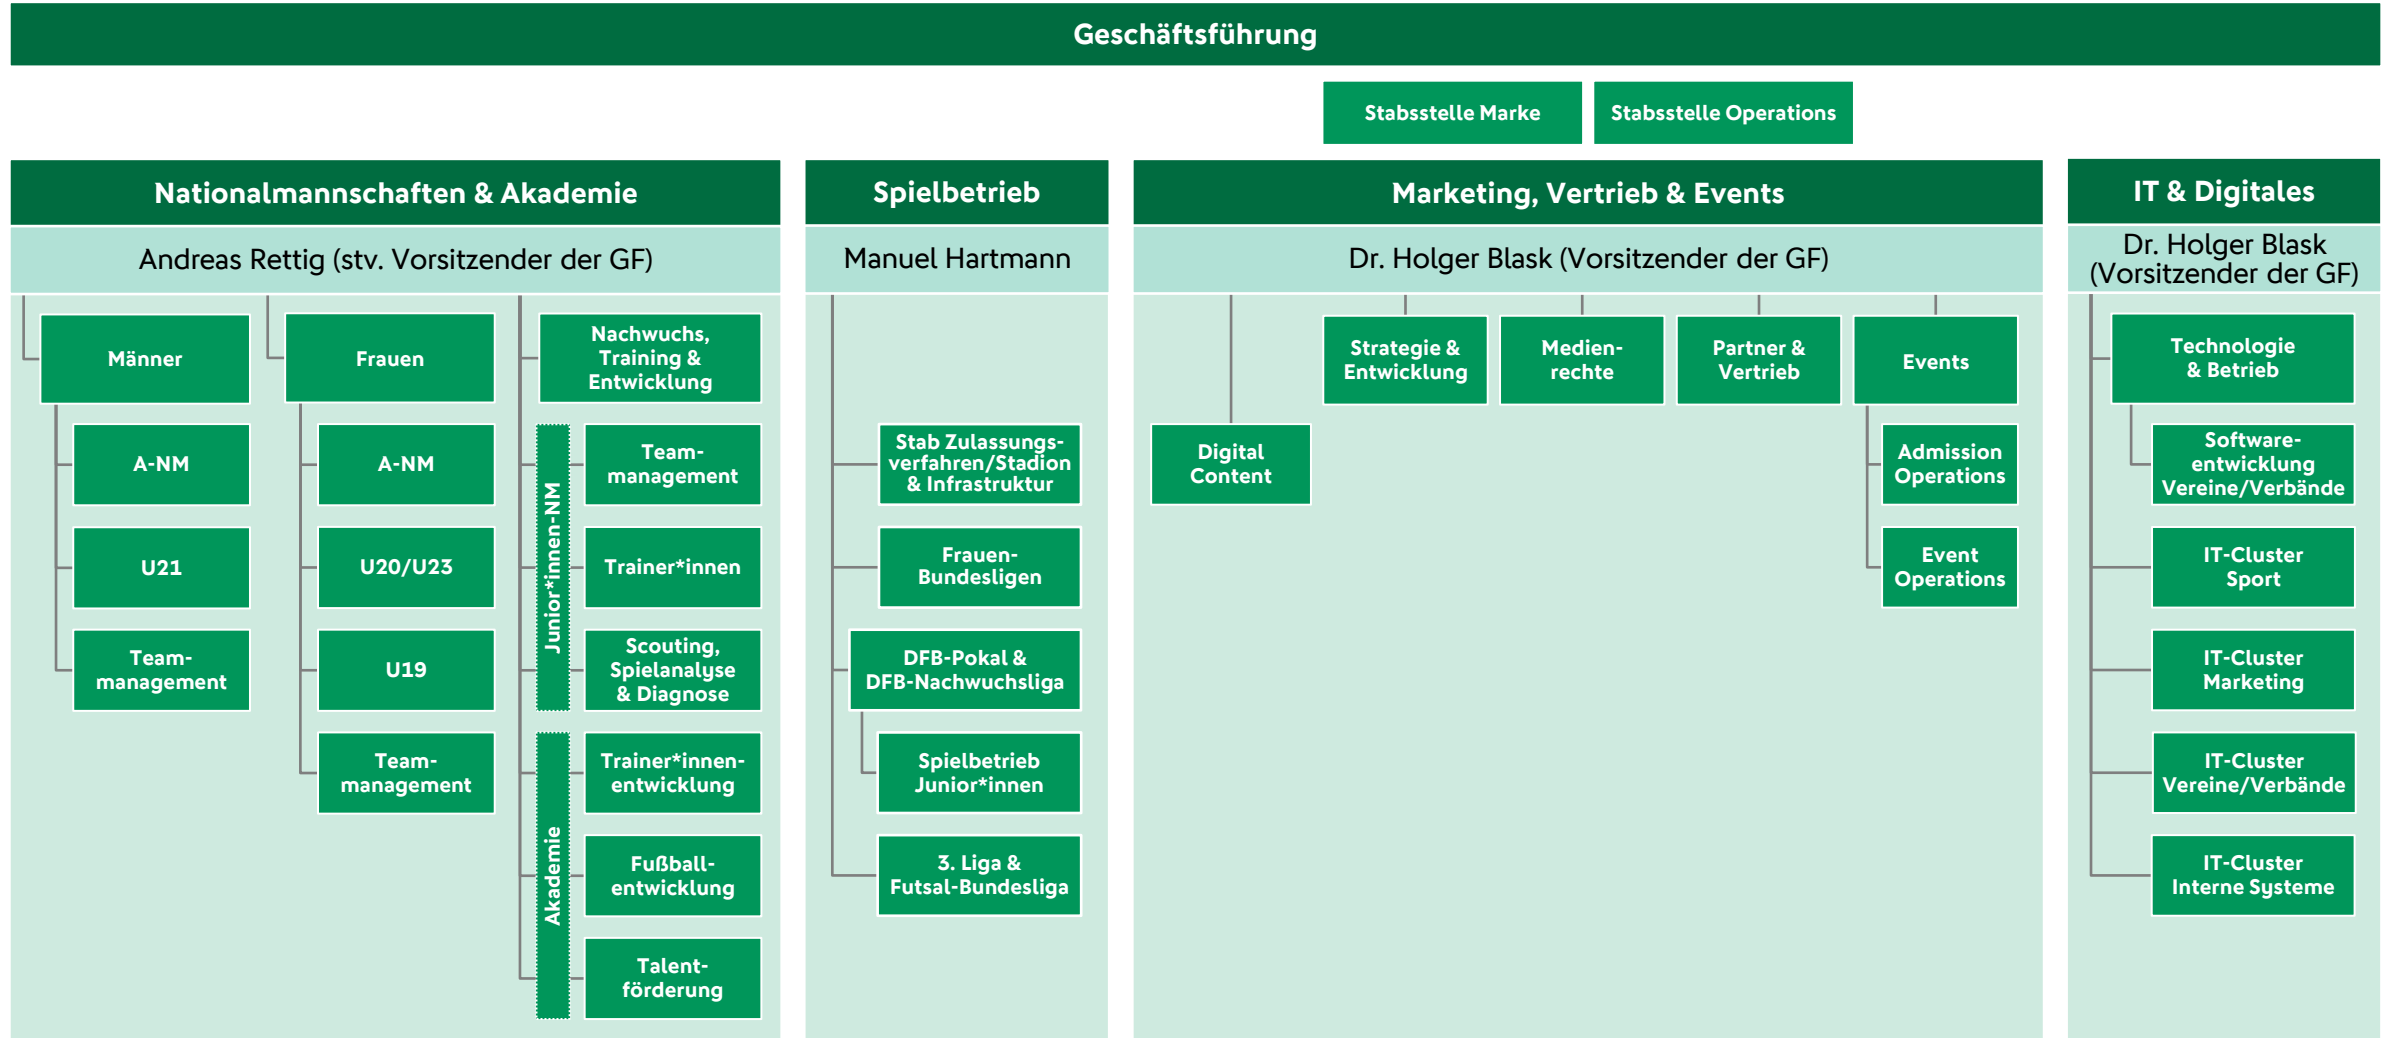 Geschäftsführung
Stabsstelle Marke
Stabsstelle Operations
Nationalmannschaften & Akademie
Andreas Rettig (stv. Vorsitzender der GF)
Männer
A-NM
U21
Team-
management
Frauen
A-NM
U20/U23
U19
Team-
management
Nachwuchs,
Training &
Entwicklung
Junior*innen-NM
Team-
management
Trainer*innen
Scouting,
Spielanalyse
& Diagnose
Akademie
Trainer*innen-
entwicklung
Fußball-
entwicklung
Talent-
förderung
Spielbetrieb
Manuel Hartmann
Stab Zulassungs-
verfahren/Stadion
& Infrastruktur
Frauen-
Bundesligen
DFB-Pokal &
DFB-Nachwuchsliga
Spielbetrieb
Junior*innen
3. Liga &
Futsal-Bundesliga
Marketing, Vertrieb & Events
Dr. Holger Blask (Vorsitzender der GF)
Digital
Content
Strategie &
Entwicklung
Medien-
rechte
Partner &
Vertrieb
Events
Admission
Operations
Event
Operations
IT & Digitales
Dr. Holger Blask
(Vorsitzender der GF)
Technologie
& Betrieb
Software-
entwicklung
Vereine/Verbände
IT-Cluster
Sport
IT-Cluster
Marketing
IT-Cluster
Vereine/Verbände
IT-Cluster
Interne Systeme